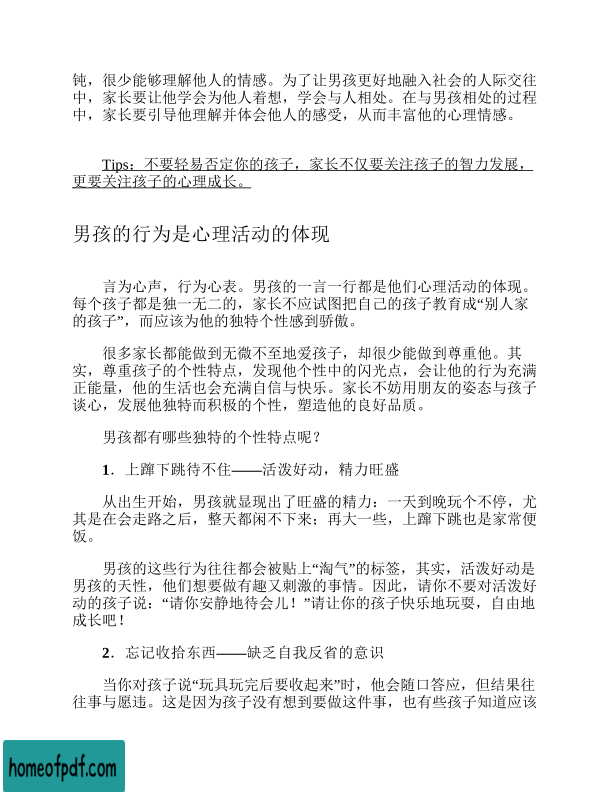 钝，很少能够理解他人的情感。为了让男孩更好地融入社会的人际交往
中，家长要让他学会为他人着想，学会与人相处。在与男孩相处的过程
中，家长要引导他理解并体会他人的感受，从而丰富他的心理情感。
Tips：不要轻易否定你的孩子，家长不仅要关注孩子的智力发展，
更要关注孩子的心理成长。
男孩的行为是心理活动的体现
言为心声，行为心表。男孩的一言一行都是他们心理活动的体现。
每个孩子都是独一无二的，家长不应试图把自己的孩子教育成“别人家
的孩子”，而应该为他的独特个性感到骄傲。
很多家长都能做到无微不至地爱孩子，却很少能做到尊重他。其
实，尊重孩子的个性特点，发现他个性中的闪光点，会让他的行为充满
正能量，他的生活也会充满自信与快乐。家长不妨用朋友的姿态与孩子
谈心，发展他独特而积极的个性，塑造他的良好品质。
男孩都有哪些独特的个性特点呢？
1．上蹿下跳待不住——活泼好动，精力旺盛
从出生开始，男孩就显现出了旺盛的精力：一天到晚玩个不停，尤
其是在会走路之后，整天都闲不下来；再大一些，上蹿下跳也是家常便
饭。
男孩的这些行为往往都会被贴上“淘气”的标签，其实，活泼好动是
男孩的天性，他们想要做有趣又刺激的事情。因此，请你不要对活泼好
动的孩子说：“请你安静地待会儿！”请让你的孩子快乐地玩耍，自由地
成长吧！
2．忘记收拾东西——缺乏自我反省的意识
当你对孩子说“玩具玩完后要收起来”时，他会随口答应，但结果往
往事与愿违。这是因为孩子没有想到要做这件事，也有些孩子知道应该
homeofpdf.com